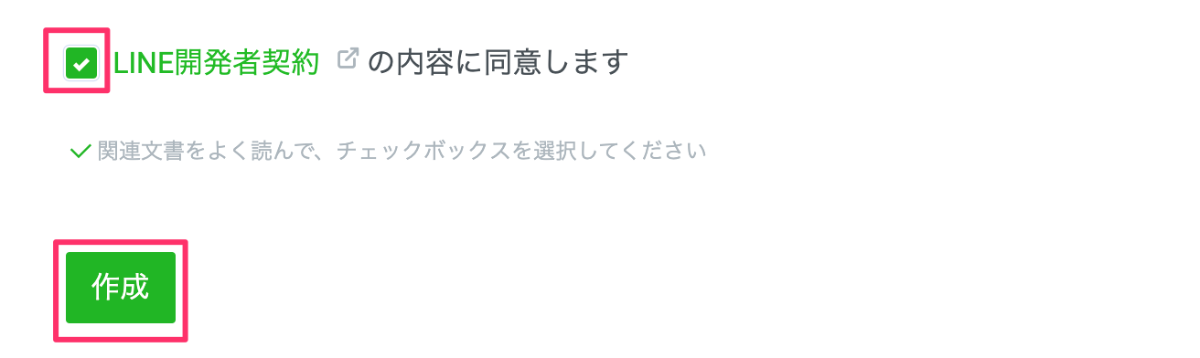 LINE開発者契約 の内容に同意します
関連文書をよく読んで、チェックボックスを選択してください
作成